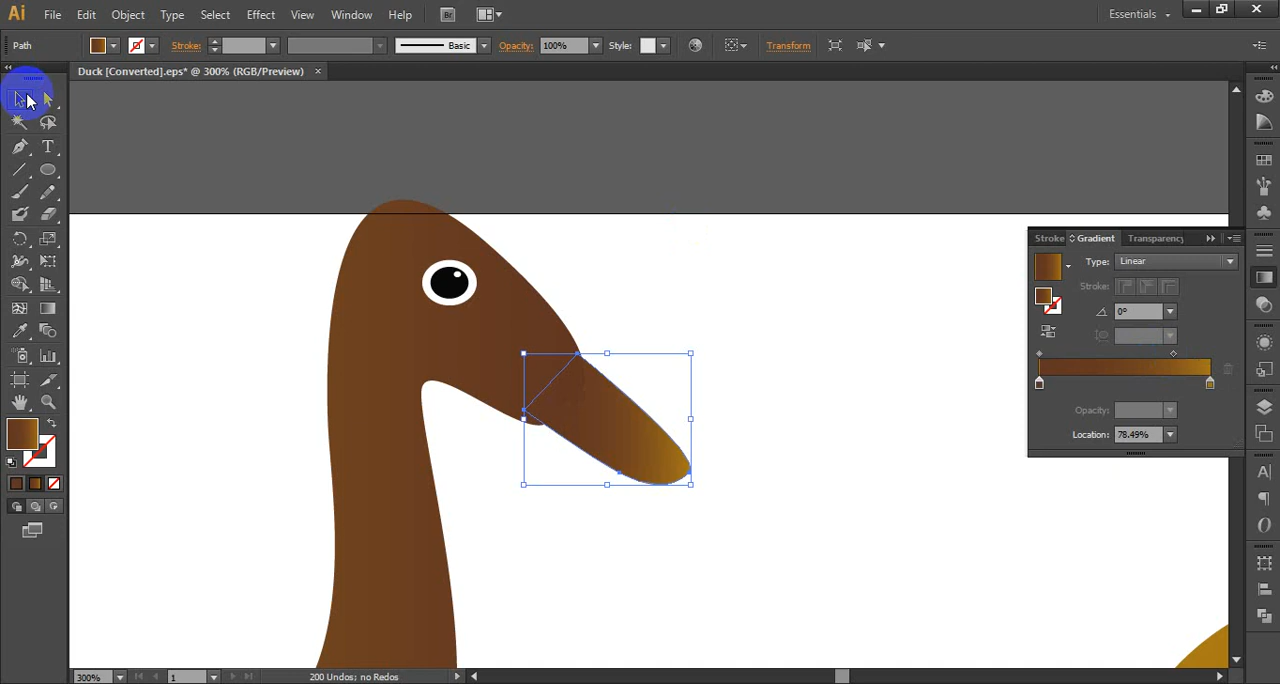 Ai File Edit Object Type Select Effect View Window Help Br Essentials
Path Stroke: Basic Opacity: 100% Style: Transform
Duck [Converted].eps* @ 300% (RGB/Preview) ×
Stroke Gradient Transparency
Type: Linear
Stroke:
0°
Opacity:
Location: 78.49%
300% 1 200 Undos; no Redos